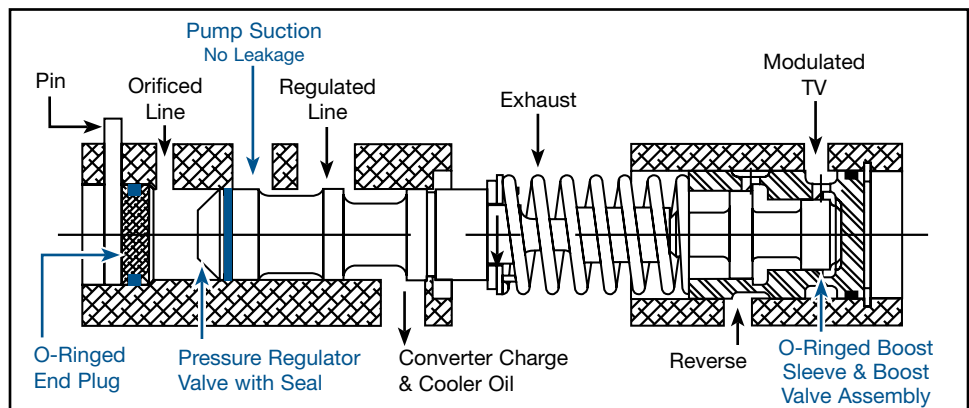 Pump Suction
No Leakage
Pin
Orificed
Line
Regulated
Line
Exhaust
Modulated
TV
O-Ringed
End Plug
Pressure Regulator
Valve with Seal
Converter Charge
& Cooler Oil
Reverse
O-Ringed Boost
Sleeve & Boost
Valve Assembly